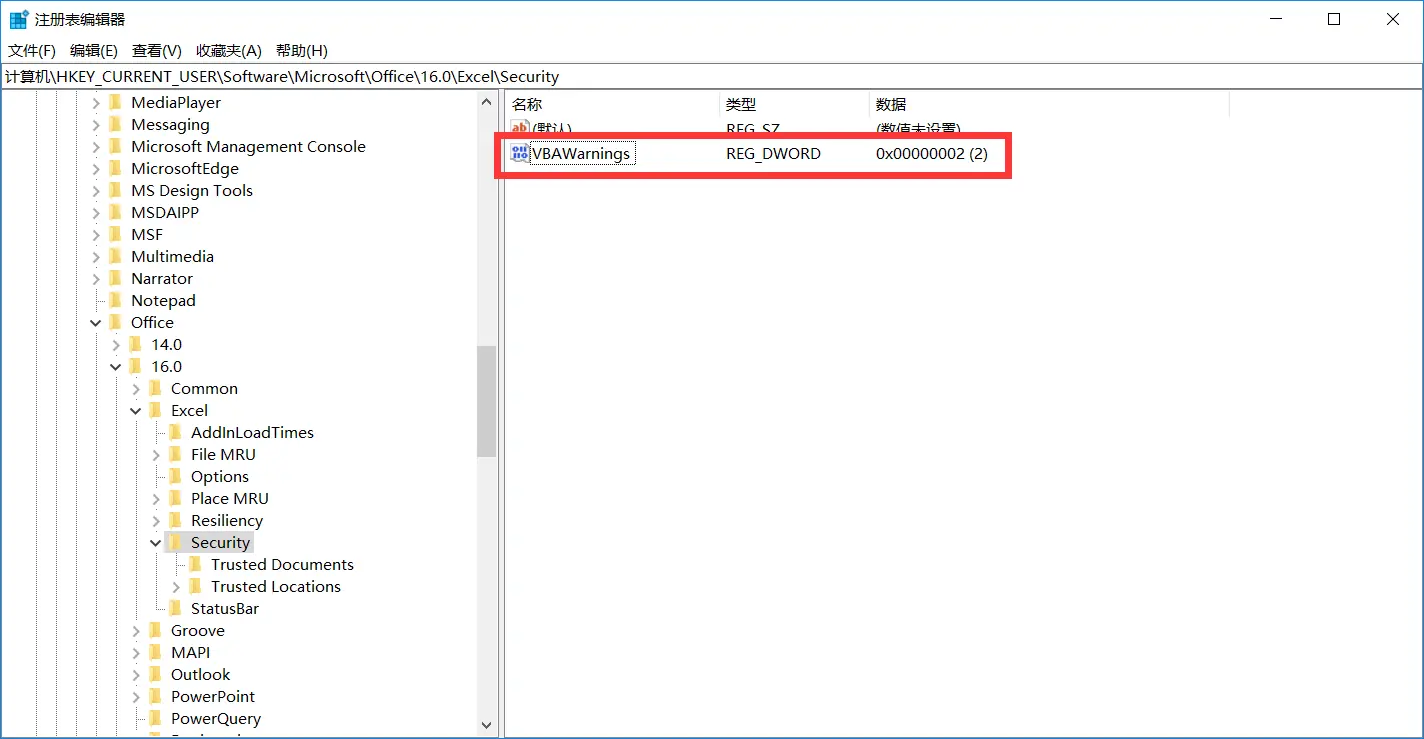 注册表编辑器
文件(F) 编辑(E) 查看(V) 收藏夹(A) 帮助(H)
计算机\HKEY_CURRENT_USER\Software\Microsoft\Office\16.0\Excel\Security
MediaPlayer
Messaging
Microsoft Management Console
MicrosoftEdge
MS Design Tools
MSDAIPP
MSF
Multimedia
Narrator
Notepad
Office
14.0
16.0
Common
Excel
AddInLoadTimes
File MRU
Options
Place MRU
Resiliency
Security
Trusted Documents
Trusted Locations
StatusBar
Groove
MAPI
Outlook
PowerPoint
PowerQuery
名称 类型 数据
(默认) REG_SZ (数值未设置)
VBAWarnings REG_DWORD 0x00000002 (2)